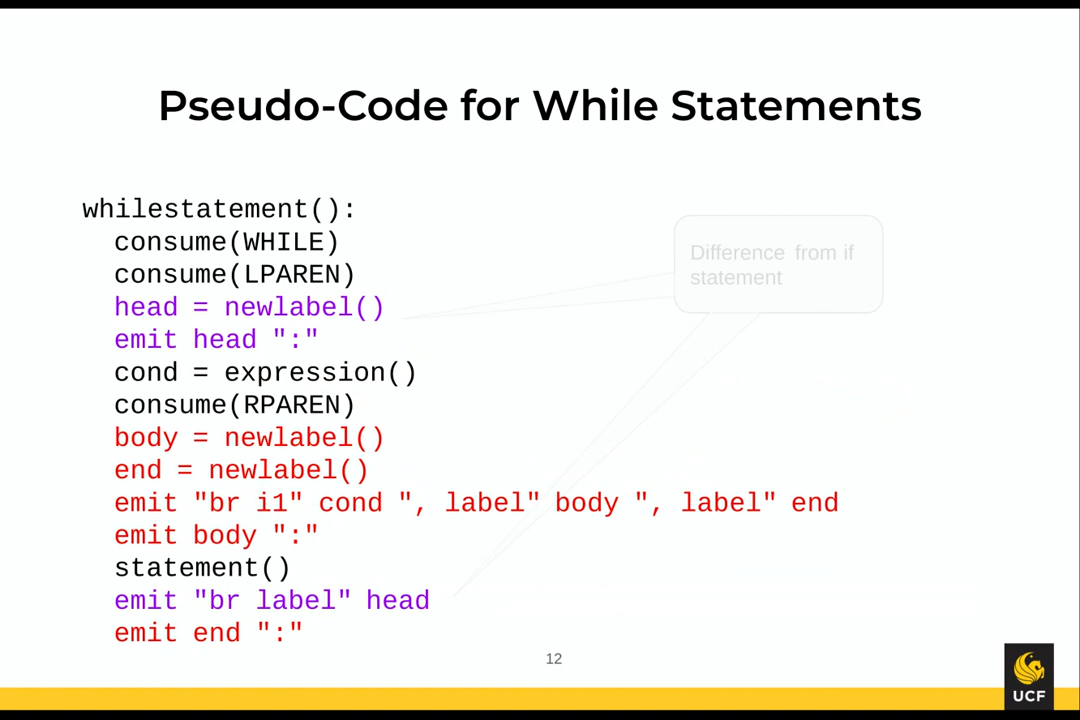 Pseudo-Code for While Statements
whilestatement():
consume(WHILE)
consume(LPAREN)
head = newlabel()
emit head ":"
cond = expression()
consume(RPAREN)
body = newlabel()
end = newlabel()
emit "br i1" cond ", label" body ", label" end
emit body ":"
statement()
emit "br label" head
emit end ":"
Difference from if
statement
12
UCF